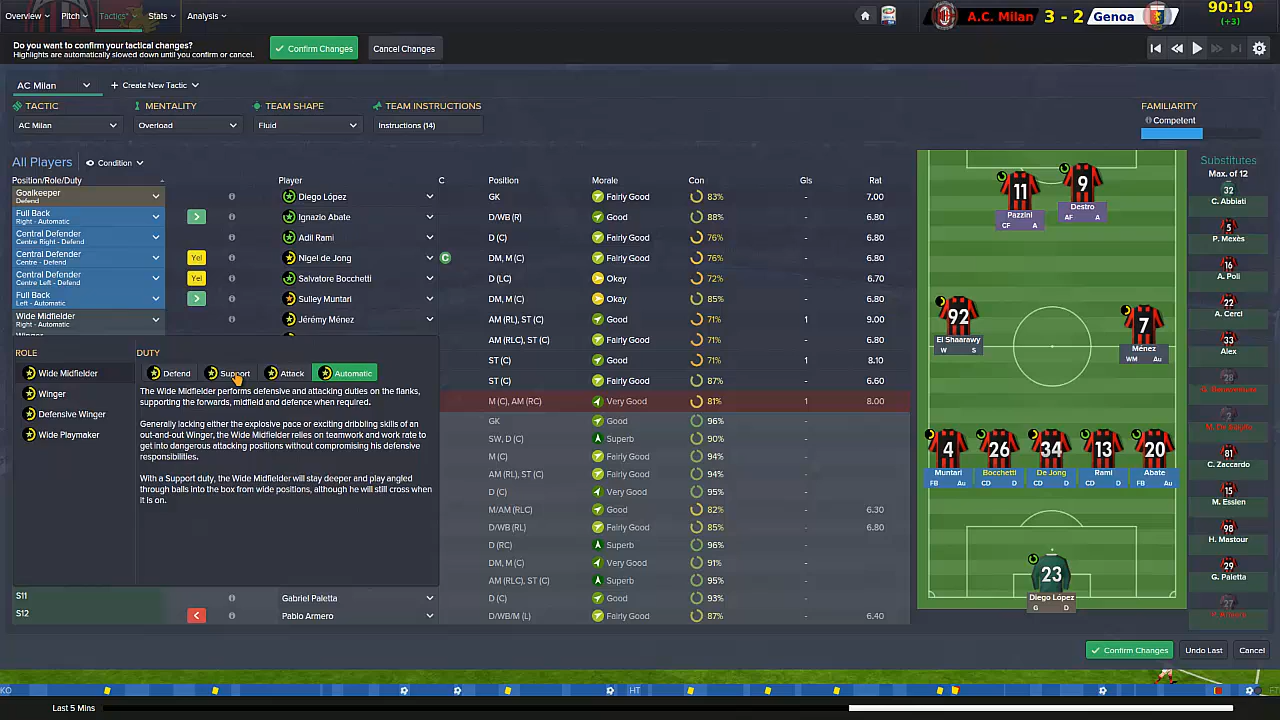 Overview Pitch Tactics Stats Analysis
A.C. Milan 3 - 2 Genoa
90:19
(+3)
Do you want to confirm your tactical changes?
Highlights are automatically slowed down until you confirm or cancel.
Confirm Changes Cancel Changes
AC Milan + Create New Tactic
TACTIC MENTALITY TEAM SHAPE TEAM INSTRUCTIONS
AC Milan Overload Fluid Instructions (14)
FAMILIARITY
Competent
All Players Condition
Position/Role/Duty Player C Position Morale Con Gls Rat
Goalkeeper
Defend
Diego López GK Fairly Good 83% - 7.00
Full Back
Right - Automatic
Ignazio Abate D/WB (R) Good 88% - 6.80
Central Defender
Centre Right - Defend
Adil Rami D (C) Fairly Good 76% - 6.80
Central Defender
Centre - Defend
Yel Nigel de Jong C DM, M (C) Fairly Good 76% - 6.80
Central Defender
Centre Left - Defend
Yel Salvatore Bocchetti D (LC) Okay 72% - 6.70
Full Back
Left - Automatic
Sulley Muntari DM, M (C) Okay 85% - 6.80
Wide Midfielder
Right - Automatic
Jérémy Ménez AM (RL), ST (C) Good 71% 1 9.00
AM (RLC), ST (C) Fairly Good 71% - 6.80
ST (C) Good 71% 1 8.10
ST (C) Fairly Good 87% - 6.60
M (C), AM (RC) Very Good 81% 1 8.00
GK Good 96% -
SW, D (C) Superb 90% -
M (C) Fairly Good 94% -
AM (RL), ST (C) Fairly Good 94% -
D (C) Very Good 95% -
M/AM (RLC) Good 82% - 6.30
D/WB (RL) Fairly Good 85% - 6.80
D (RC) Superb 96% -
DM, M (C) Very Good 91% -
AM (RLC), ST (C) Superb 95% -
S11 Gabriel Paletta D (C) Good 93% -
S12 Pablo Armero D/WB/M (L) Fairly Good 87% - 6.40
ROLE DUTY
Wide Midfielder
Winger
Defensive Winger
Wide Playmaker
Defend Support Attack Automatic
The Wide Midfielder performs defensive and attacking duties on the flanks,
supporting the forwards, midfield and defence when required.
Generally lacking either the explosive pace or exciting dribbling skills of an
out-and-out Winger, the Wide Midfielder relies on teamwork and work rate to
get into dangerous attacking positions without compromising his defensive
responsibilities.
With a Support duty, the Wide Midfielder will stay deeper and play angled
through balls into the box from wide positions, although he will still cross when
it is on.
11 9
Pazzini Destro
CF A AF A
92 7
El Shaarawy Ménez
W S WM Au
4 26 34 13 20
Muntari Bocchetti De Jong Rami Abate
FB Au CD D CD D CD D FB Au
23
Diego López
G D
Substitutes
Max. of 12
32
C. Abbiati
5
P. Mexès
16
A. Poli
22
A. Cerci
33
Alex
28
2
81
C. Zaccardo
15
M. Essien
98
H. Mastour
29
G. Paletta
27
Confirm Changes Undo Last Cancel
KO HT FT
Last 5 Mins